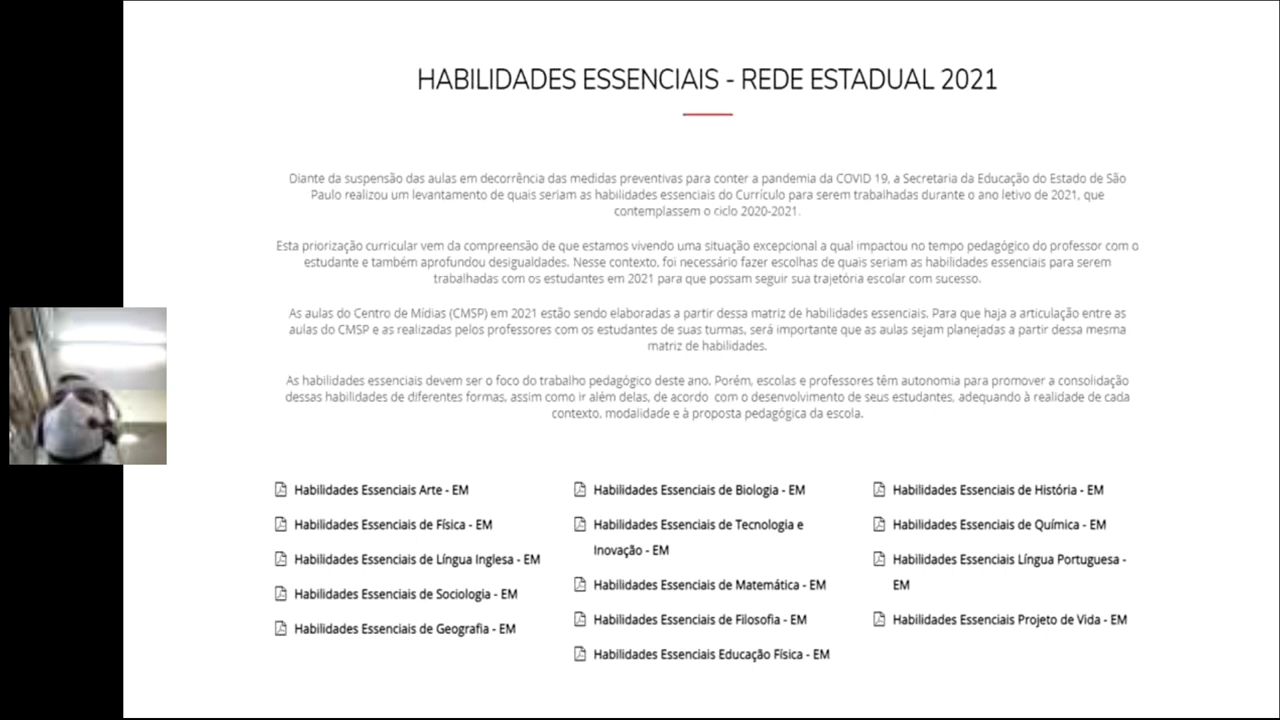 HABILIDADES ESSENCIAIS - REDE ESTADUAL 2021
Diante da suspensão das aulas em decorrência das medidas preventivas para conter a pandemia da COVID 19, a Secretaria da Educação do Estado de São
Paulo realizou um levantamento de quais seriam as habilidades essenciais do Currículo para serem trabalhadas durante o ano letivo de 2021, que
contemplassem o ciclo 2020-2021.
Esta priorização curricular vem da compreensão de que estamos vivendo uma situação excepcional a qual impactou no tempo pedagógico do professor com o
estudante e também aprofundou desigualdades. Nesse contexto, foi necessário fazer escolhas de quais seriam as habilidades essenciais para serem
trabalhadas com os estudantes em 2021 para que possam seguir sua trajetória escolar com sucesso.
As aulas do Centro de Mídias (CMSP) em 2021 estão sendo elaboradas a partir dessa matriz de habilidades essenciais. Para que haja a articulação entre as
aulas do CMSP e as realizadas pelos professores com os estudantes de suas turmas, será importante que as aulas sejam planejadas a partir dessa mesma
matriz de habilidades.
As habilidades essenciais devem ser o foco do trabalho pedagógico deste ano. Porém, escolas e professores têm autonomia para promover a consolidação
dessas habilidades de diferentes formas, assim como ir além delas, de acordo com o desenvolvimento de seus estudantes, adequando à realidade de cada
contexto, modalidade e à proposta pedagógica da escola.
Habilidades Essenciais Arte - EM
Habilidades Essenciais de Física - EM
Habilidades Essenciais de Língua Inglesa - EM
Habilidades Essenciais de Sociologia - EM
Habilidades Essenciais de Geografia - EM
Habilidades Essenciais de Biologia - EM
Habilidades Essenciais de Tecnologia e
Inovação - EM
Habilidades Essenciais de Matemática - EM
Habilidades Essenciais de Filosofia - EM
Habilidades Essenciais Educação Física - EM
Habilidades Essenciais de História - EM
Habilidades Essenciais de Química - EM
Habilidades Essenciais Língua Portuguesa -
EM
Habilidades Essenciais Projeto de Vida - EM